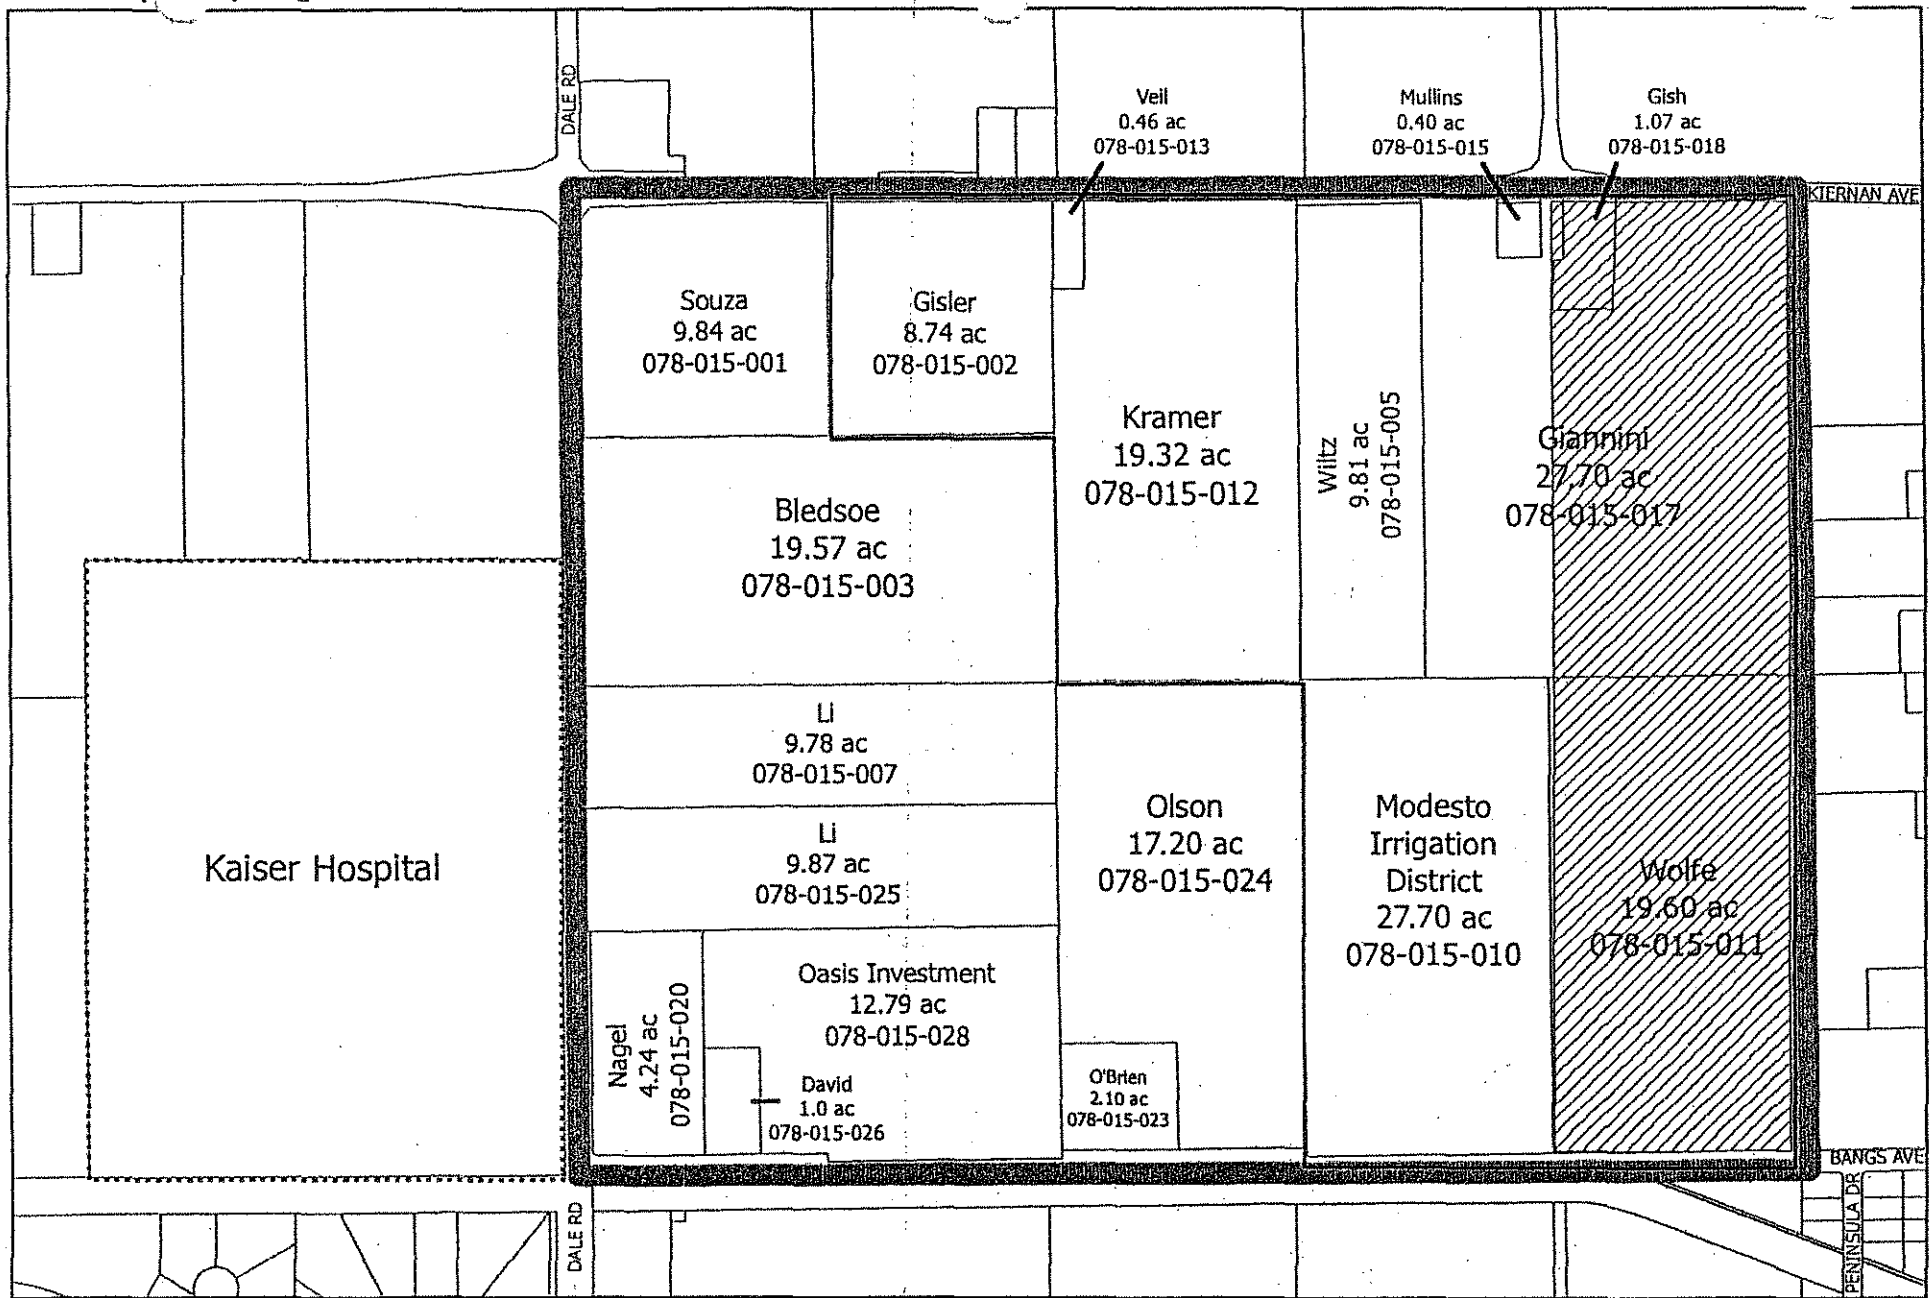 DALE RD
Veil
0.46 ac
078-015-013
Mullins
0.40 ac
078-015-015
Gish
1.07 ac
078-015-018
KIERNAN AVE
Souza
9.84 ac
078-015-001
Gisler
8.74 ac
078-015-002
Kramer
19.32 ac
078-015-012
Wiltz
9.81 ac
078-015-005
Giannini
27.70 ac
078-015-017
Bledsoe
19.57 ac
078-015-003
Li
9.78 ac
078-015-007
Li
9.87 ac
078-015-025
Kaiser Hospital
Olson
17.20 ac
078-015-024
Modesto
Irrigation
District
27.70 ac
078-015-010
Wolfe
19.60 ac
078-015-011
Nagel
4.24 ac
078-015-020
Oasis Investment
12.79 ac
078-015-028
David
1.0 ac
078-015-026
O'Brien
2.10 ac
078-015-023
BANGS AVE
DALE RD
PENINSULA DR